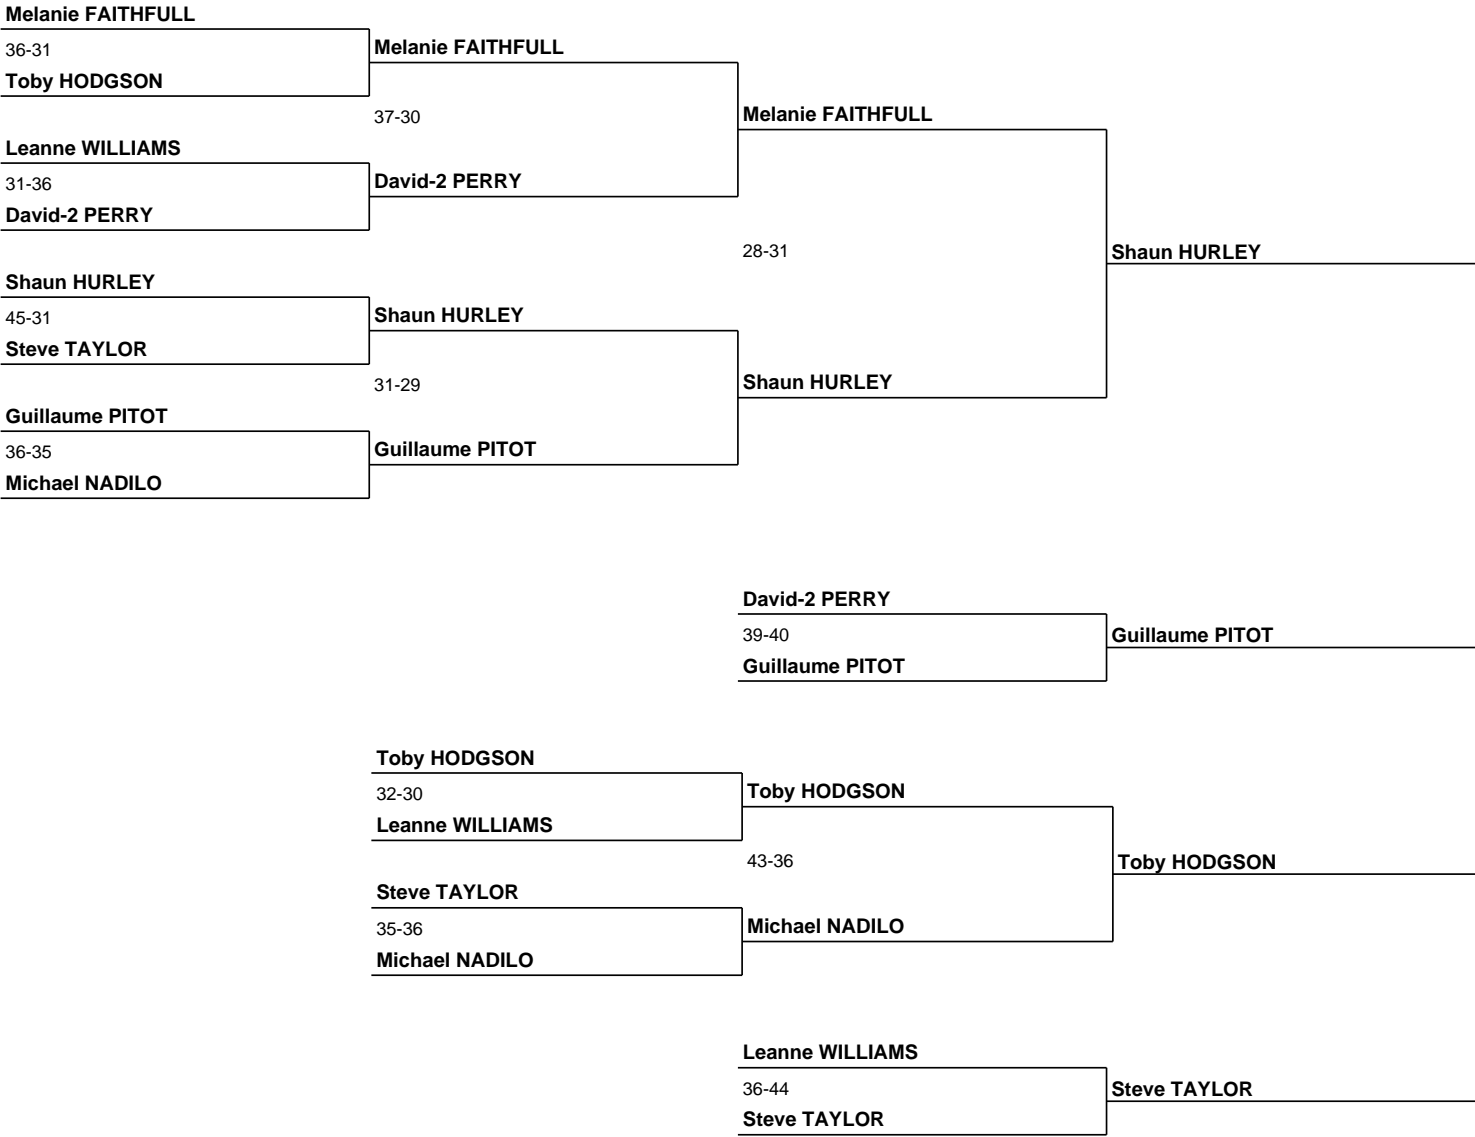 Melanie FAITHFULL
36-31
Toby HODGSON
Leanne WILLIAMS
31-36
David-2 PERRY
Shaun HURLEY
45-31
Steve TAYLOR
Guillaume PITOT
36-35
Michael NADILO
Melanie FAITHFULL
37-30
David-2 PERRY
Shaun HURLEY
31-29
Guillaume PITOT
Melanie FAITHFULL
28-31
Shaun HURLEY
Shaun HURLEY
David-2 PERRY
39-40
Guillaume PITOT
Guillaume PITOT
Toby HODGSON
32-30
Leanne WILLIAMS
Steve TAYLOR
35-36
Michael NADILO
Toby HODGSON
43-36
Michael NADILO
Toby HODGSON
Leanne WILLIAMS
36-44
Steve TAYLOR
Steve TAYLOR